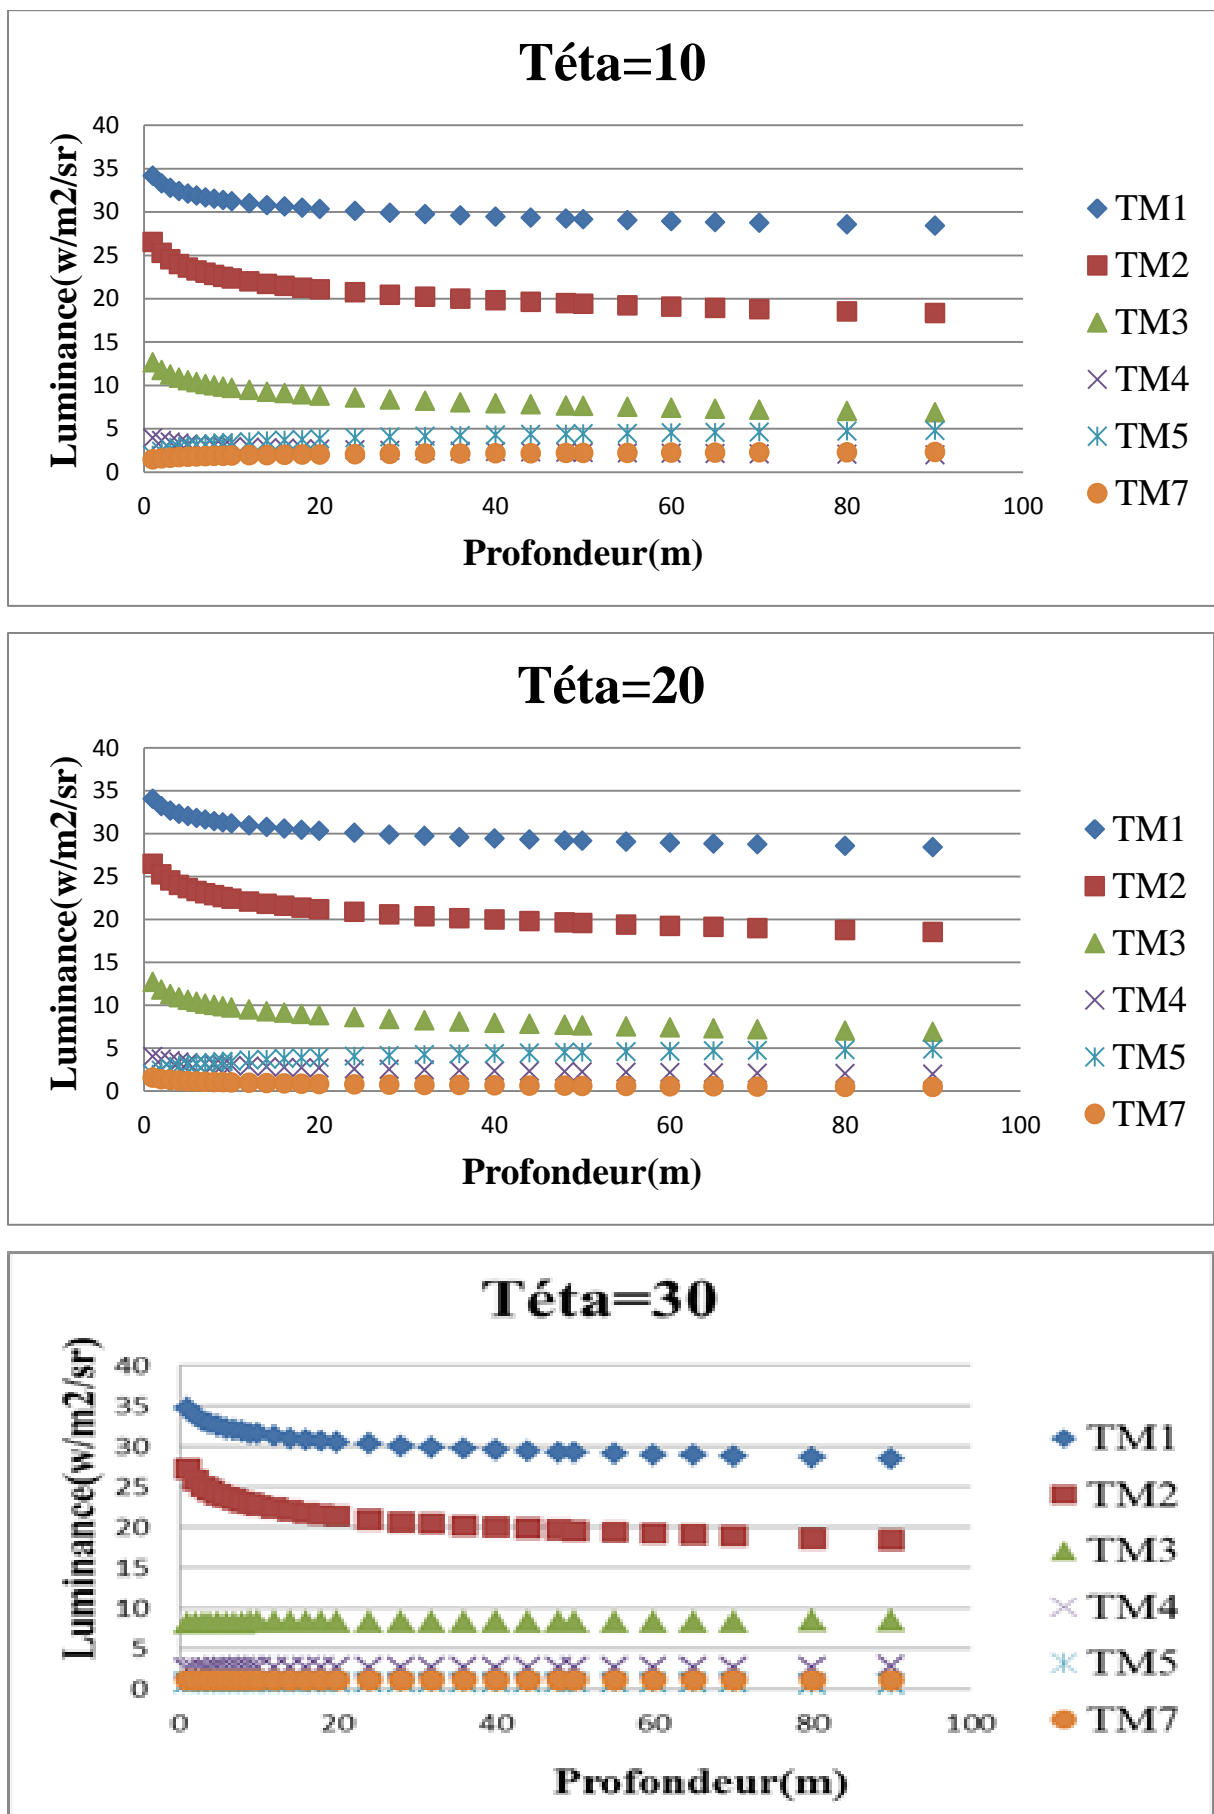 Téta=10
Luminance(w/m2/sr)
40
35
30
25
20
15
10
5
0
0 20 40 60 80 100
Profondeur(m)
TM1
TM2
TM3
TM4
TM5
TM7
Téta=20
Luminance(w/m2/sr)
40
35
30
25
20
15
10
5
0
0 20 40 60 80 100
Profondeur(m)
TM1
TM2
TM3
TM4
TM5
TM7
Téta=30
Luminance(w/m2/sr)
40
35
30
25
20
15
10
5
0
0 20 40 60 80 100
Profondeur(m)
TM1
TM2
TM3
TM4
TM5
TM7